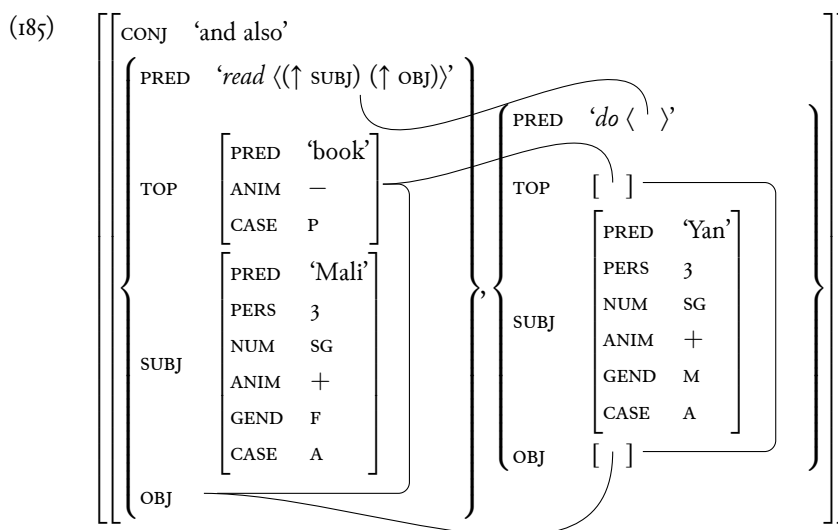 (185)
CONJ ‘and also’
PRED ‘read ⟨(↑ SUBJ) (↑ OBJ)⟩’
TOP
PRED ‘book’
ANIM −
CASE P
SUBJ
PRED ‘Mali’
PERS 3
NUM SG
ANIM +
GEND F
CASE A
OBJ
,
PRED ‘do ⟨ ⟩’
TOP [ ]
SUBJ
PRED ‘Yan’
PERS 3
NUM SG
ANIM +
GEND M
CASE A
OBJ [ ]